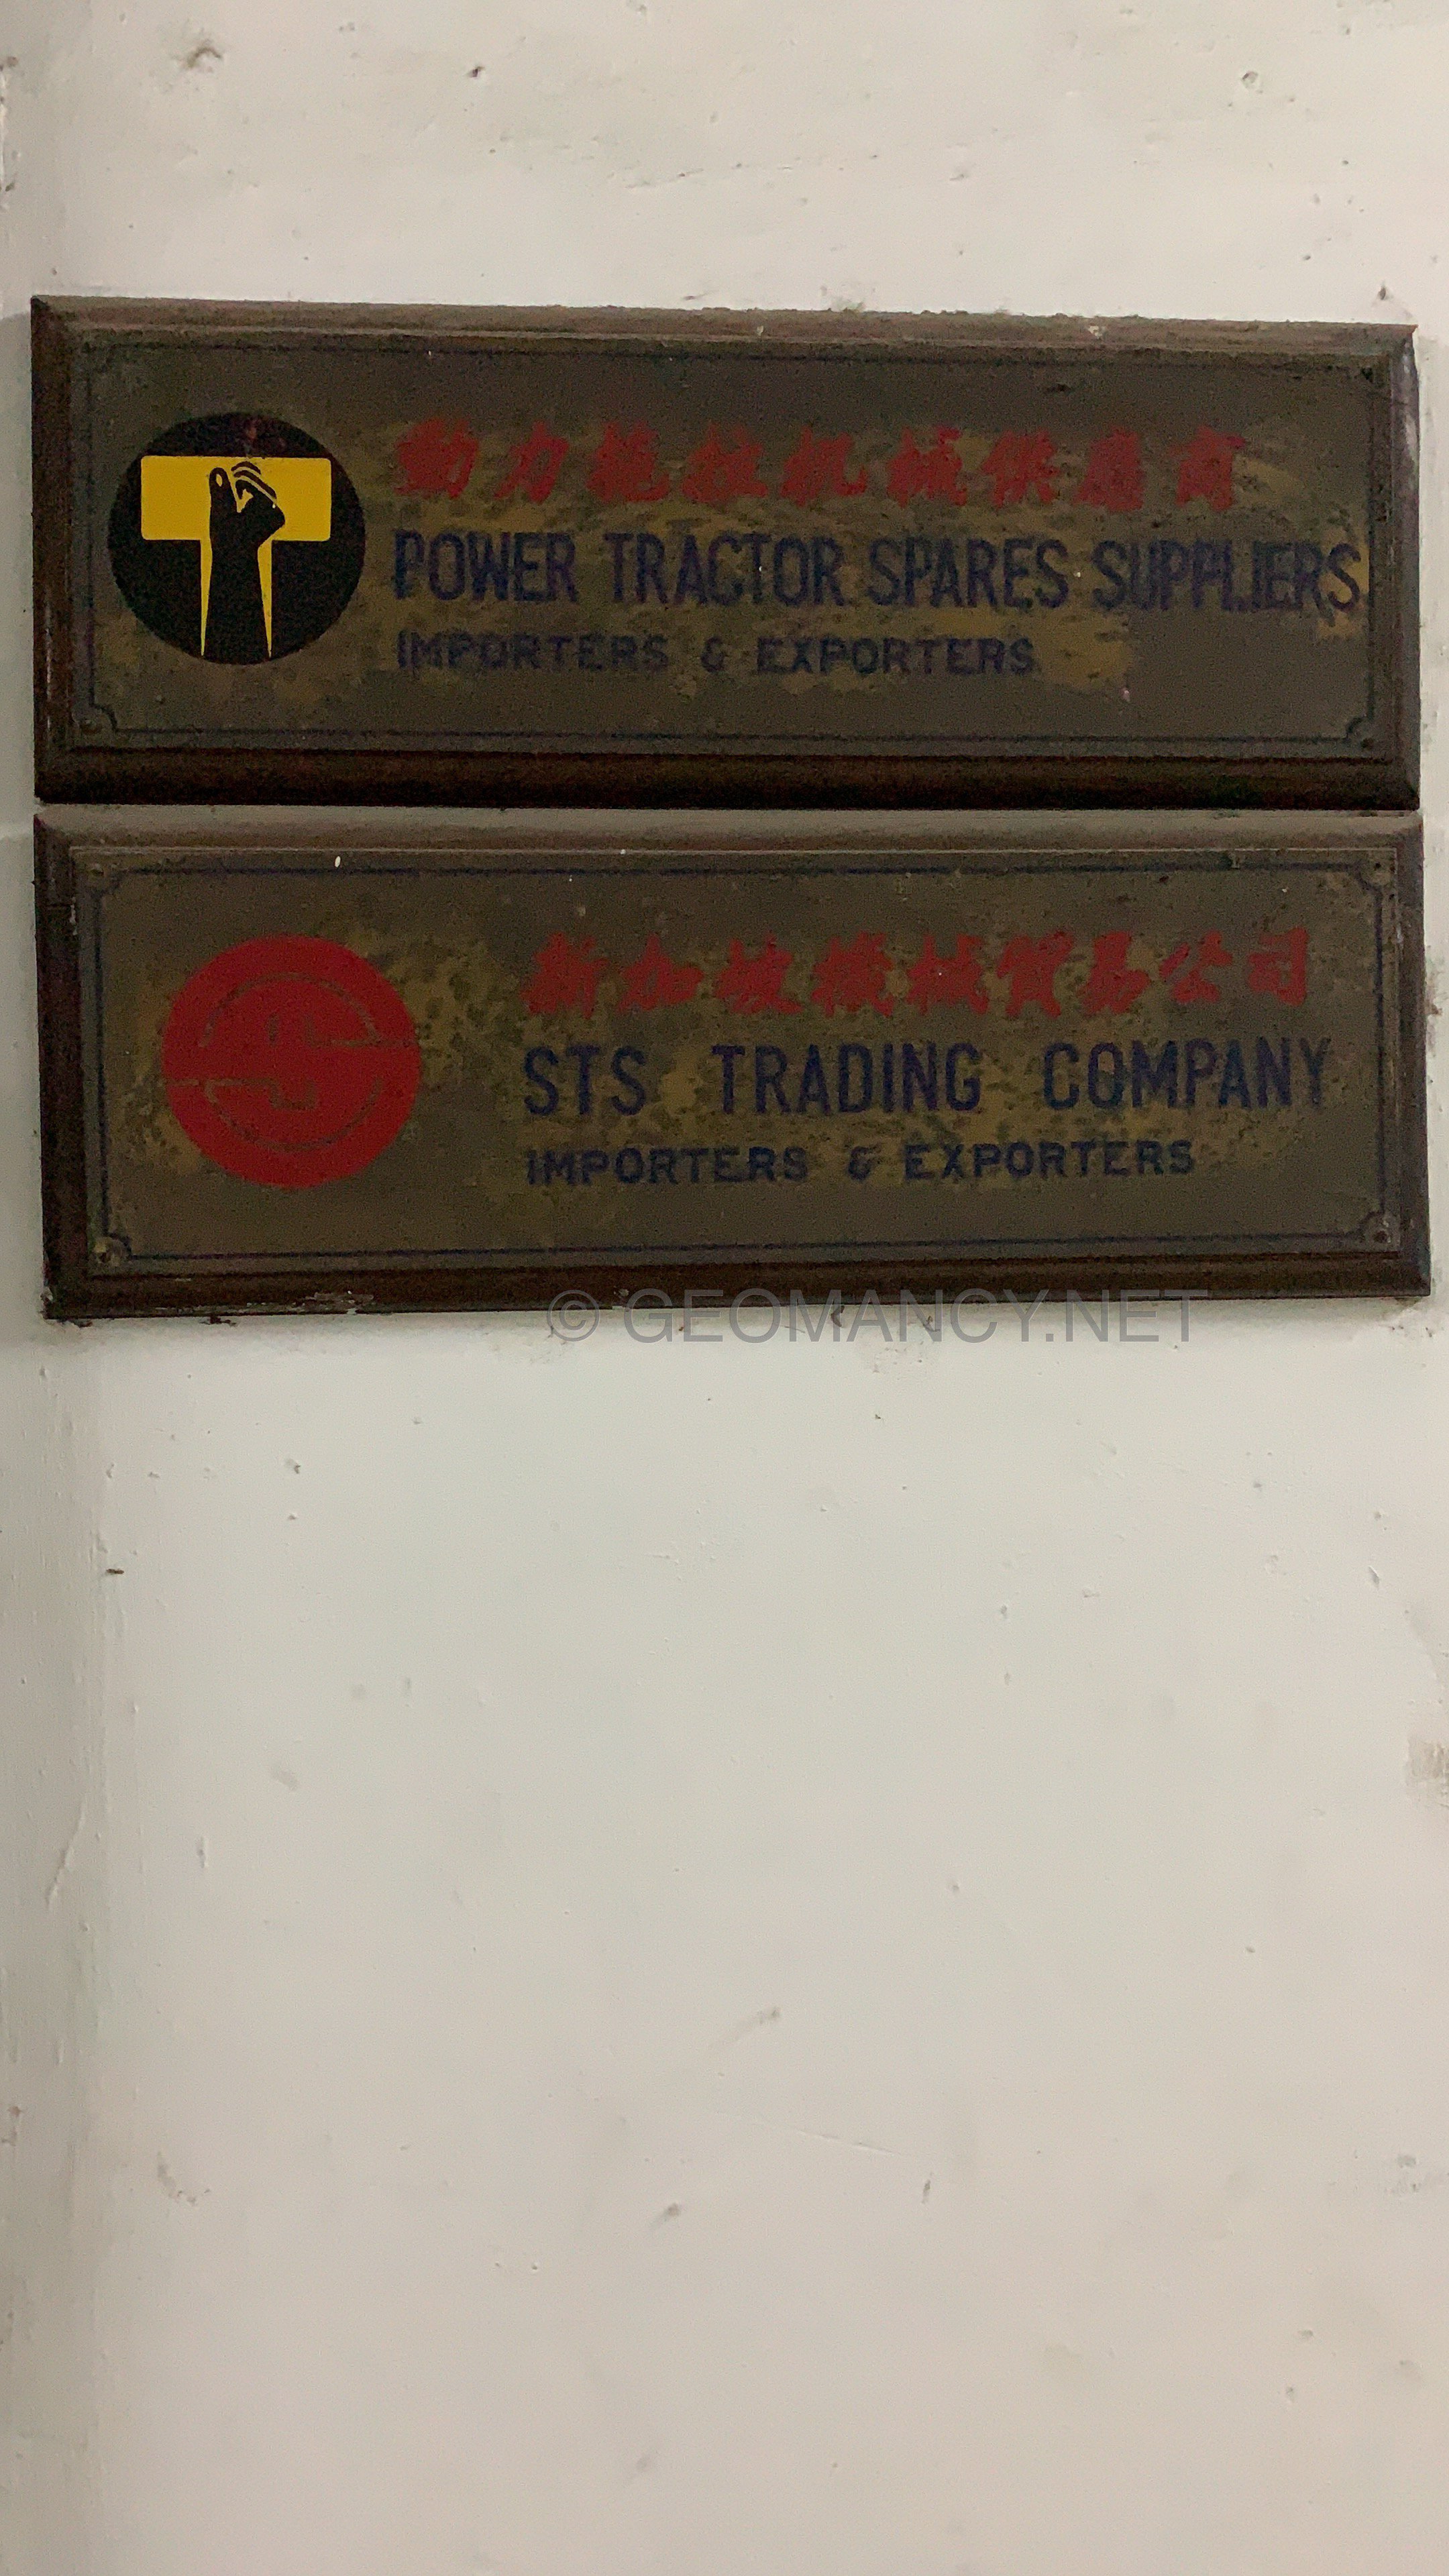 動力拖拉机械供應商
POWER TRACTOR SPARES SUPPLIERS
IMPORTERS & EXPORTERS
新加坡機械貿易公司
STS TRADING COMPANY
IMPORTERS & EXPORTERS
© GEOMANCY.NET